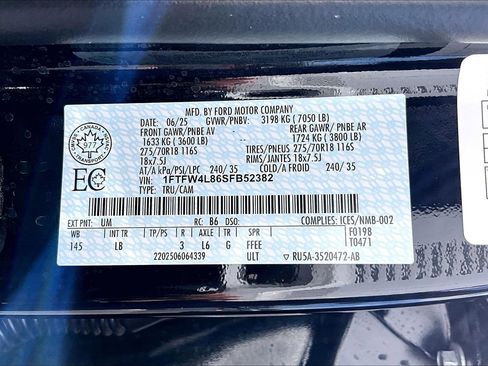 MFD. BY FORD MOTOR COMPANY
DATE: 06/25 GVWR/PNBV: 3198 KG ( 7050 LB)
FRONT GAWR/PNBE AV REAR GAWR/ PNBE AR
1633 KG ( 3600 LB) 1724 KG ( 3800 LB)
275/70R18 116S TIRES/PNEUS 275/70R18 116S
18x7.5J RIMS/JANTES 18x7.5J
AT/A kPa/PSI/LPC 240/ 35 COLD/A FROID 240/ 35
VIN: 1FTFW4L86SFB52382
TYPE: TRU/CAM
CANADA
977
EC
EXT PNT: UM RC: B6 DSO: COMPLIES: ICES/NMB-002
WB INT TR TP/PS R AXLE TR SPR F0198
145 LB 3 L6 G FFEE T0471
2202506064339 ULT RU5A-3520472-AB